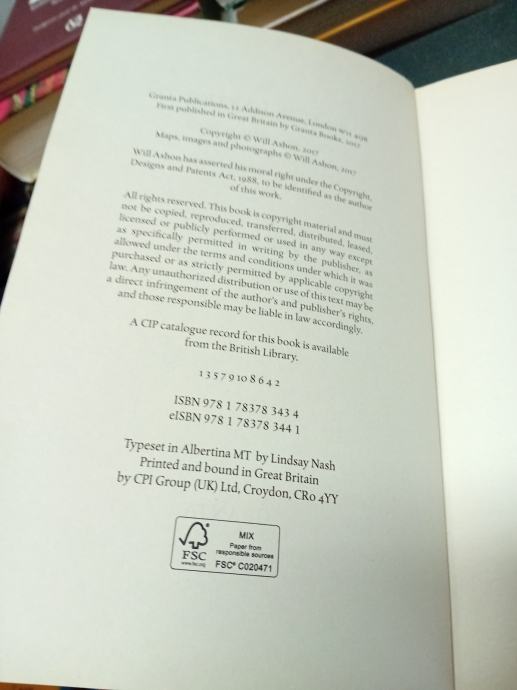 Granta Publications, 12 Addison Avenue, London W11 4QR
First published in Great Britain by Granta Books, 2017
Copyright © Will Ashon, 2017
Maps, images and photographs © Will Ashon, 2017
Will Ashon has asserted his moral right under the Copyright,
Designs and Patents Act, 1988, to be identified as the author
of this work.
All rights reserved. This book is copyright material and must
not be copied, reproduced, transferred, distributed, leased,
licensed or publicly performed or used in any way except
as specifically permitted in writing by the publisher, as
allowed under the terms and conditions under which it was
purchased or as strictly permitted by applicable copyright
law. Any unauthorized distribution or use of this text may be
a direct infringement of the author's and publisher's rights,
and those responsible may be liable in law accordingly.
A CIP catalogue record for this book is available
from the British Library.
1 3 5 7 9 10 8 6 4 2
ISBN 978 1 78378 343 4
eISBN 978 1 78378 344 1
Typeset in Albertina MT by Lindsay Nash
Printed and bound in Great Britain
by CPI Group (UK) Ltd, Croydon, CR0 4YY
FSC
www.fsc.org
MIX
Paper from
responsible sources
FSC® C020471